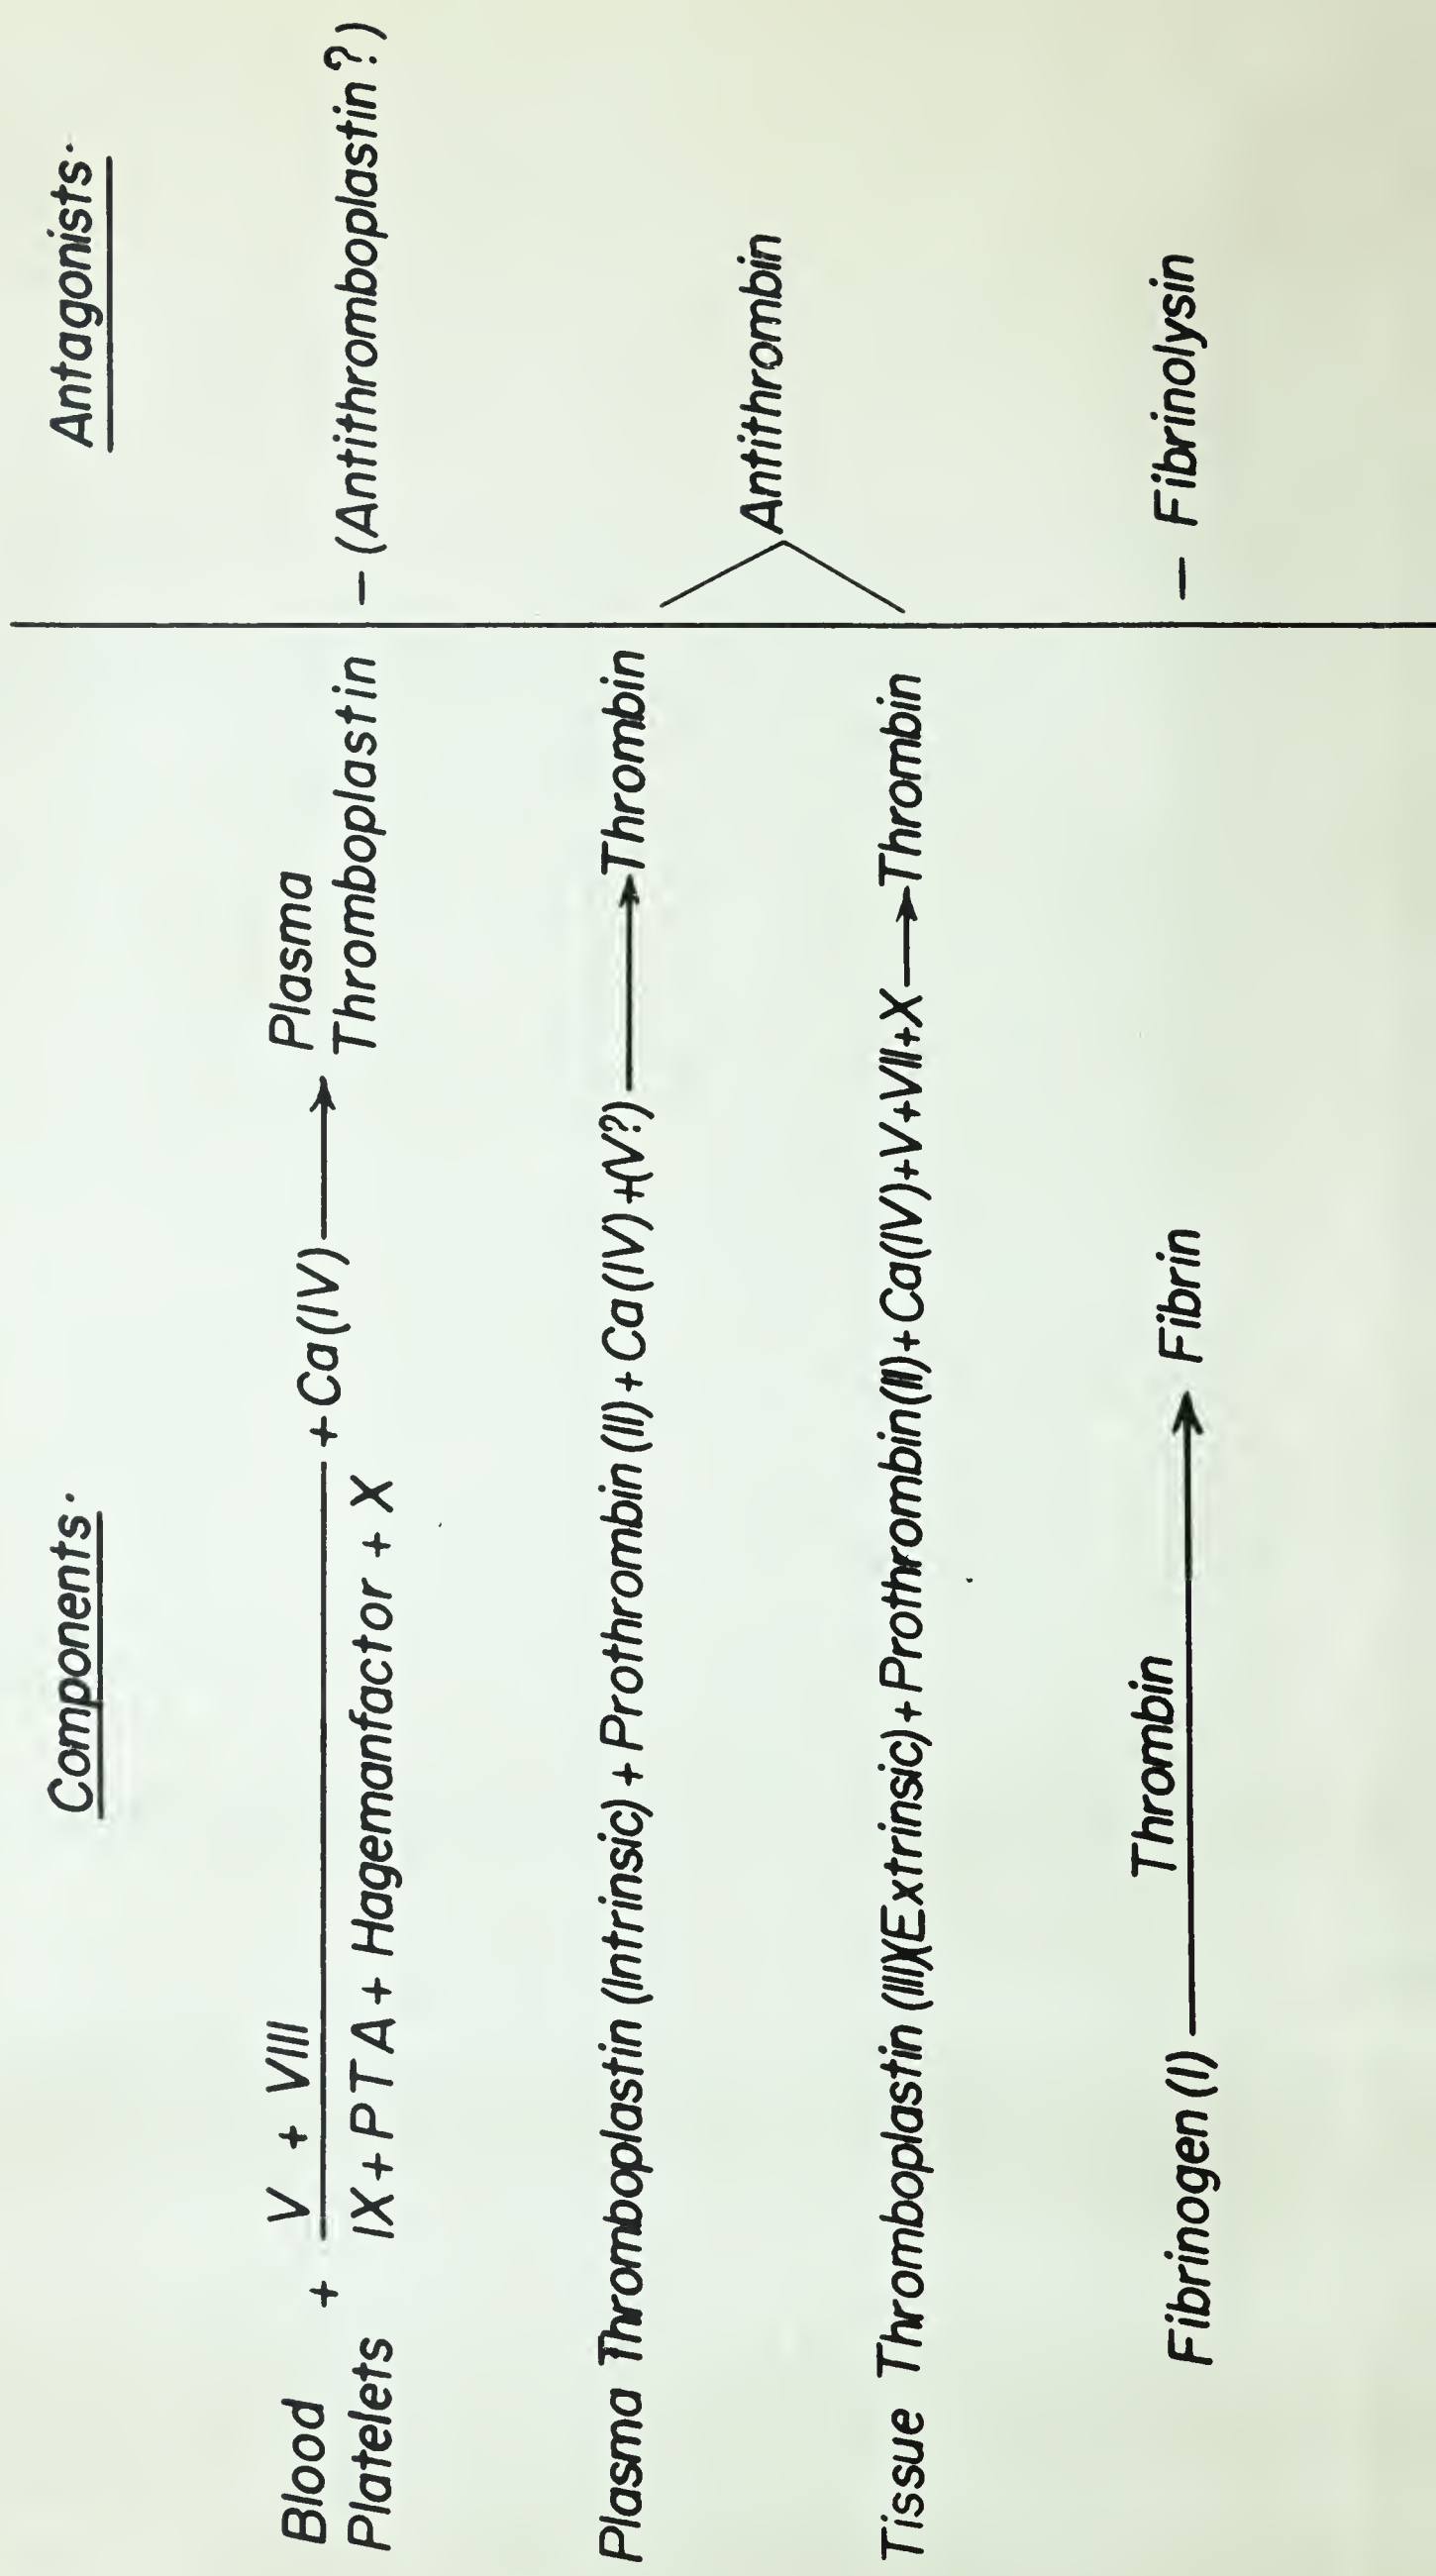 Components. Antagonists.
V + VIII Plasma
Blood + ——— + Ca(IV) ⟶ Thromboplastin – (Antithromboplastin?)
Platelets IX + PTA + Hagemanfactor + X
Plasma Thromboplastin (Intrinsic) + Prothrombin (II) + Ca(IV) + (V?) ⟶ Thrombin
Antithrombin
Tissue Thromboplastin (III)(Extrinsic) + Prothrombin (II) + Ca(IV) + V + VII + X ⟶ Thrombin
Thrombin
Fibrinogen (I) ⟶ Fibrin – Fibrinolysin